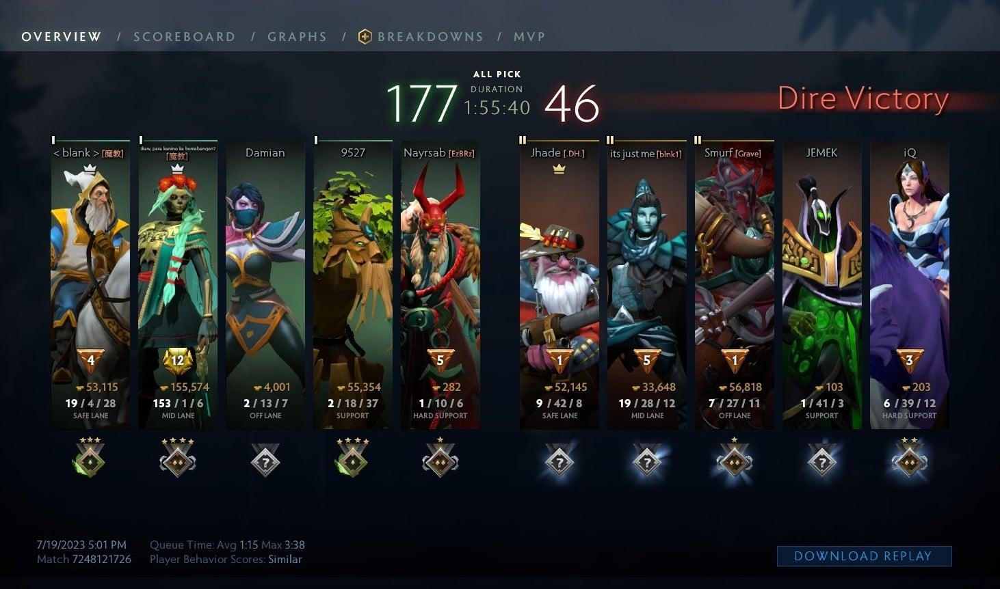 OVERVIEW / SCOREBOARD / GRAPHS / BREAKDOWNS / MVP
ALL PICK
177 DURATION 46
1:55:40
Dire Victory
< blank > [魔教]
4
53,115
19 / 4 / 28
SAFE LANE
ikaw, para kanino ka bumabangon?
[魔教]
12
155,574
153 / 1 / 6
MID LANE
Damian
4,001
2 / 13 / 7
OFF LANE
9527
55,354
2 / 18 / 37
SUPPORT
Nayrsab [EzBRz]
5
282
1 / 10 / 6
HARD SUPPORT
Jhade [.DH.]
1
52,145
9 / 42 / 8
SAFE LANE
its just me [blnk1]
5
33,648
19 / 28 / 12
MID LANE
Smurf [Grave]
1
56,818
7 / 27 / 11
OFF LANE
JEMEK
103
1 / 41 / 3
SUPPORT
iQ
3
203
6 / 39 / 12
HARD SUPPORT
?
?
?
?
7/19/2023 5:01 PM
Match 7248121726
Queue Time: Avg 1:15 Max 3:38
Player Behavior Scores: Similar
DOWNLOAD REPLAY